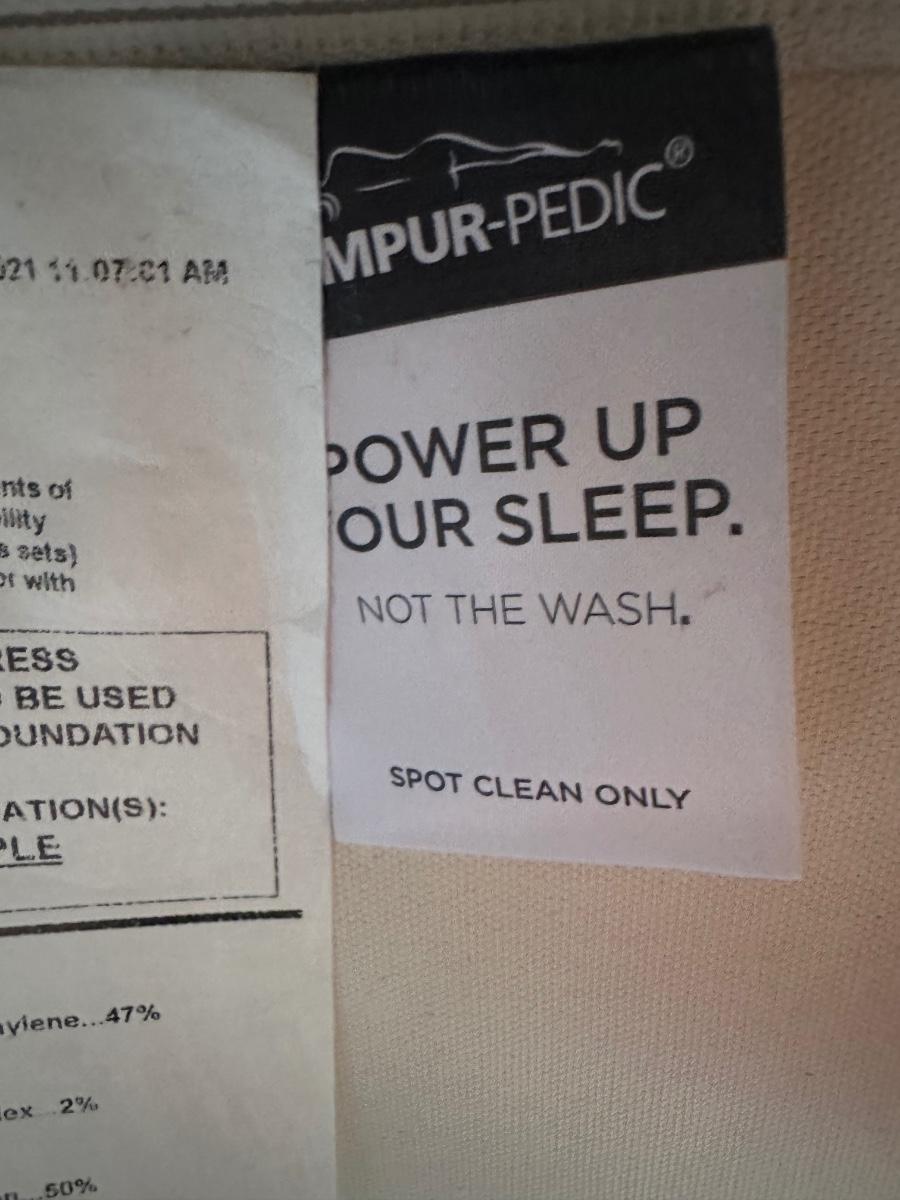 021 11:07:01 AM
nts of
ility
s sets)
or with
RESS
BE USED
OUNDATION
ATION(S):
PLE
hylene...47%
lex...2%
n...50%
MPUR-PEDIC®
POWER UP
OUR SLEEP.
NOT THE WASH.
SPOT CLEAN ONLY